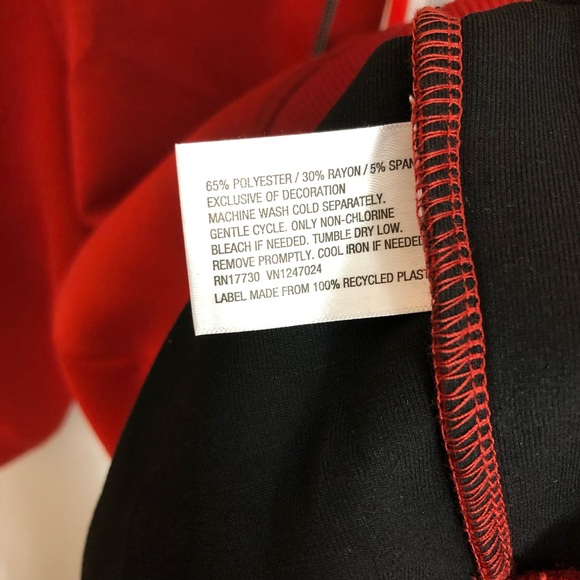 65% POLYESTER / 30% RAYON / 5% SPAN
EXCLUSIVE OF DECORATION
MACHINE WASH COLD SEPARATELY.
GENTLE CYCLE. ONLY NON-CHLORINE
BLEACH IF NEEDED. TUMBLE DRY LOW.
REMOVE PROMPTLY. COOL IRON IF NEEDED
RN17730 VN1247024
LABEL MADE FROM 100% RECYCLED PLAST